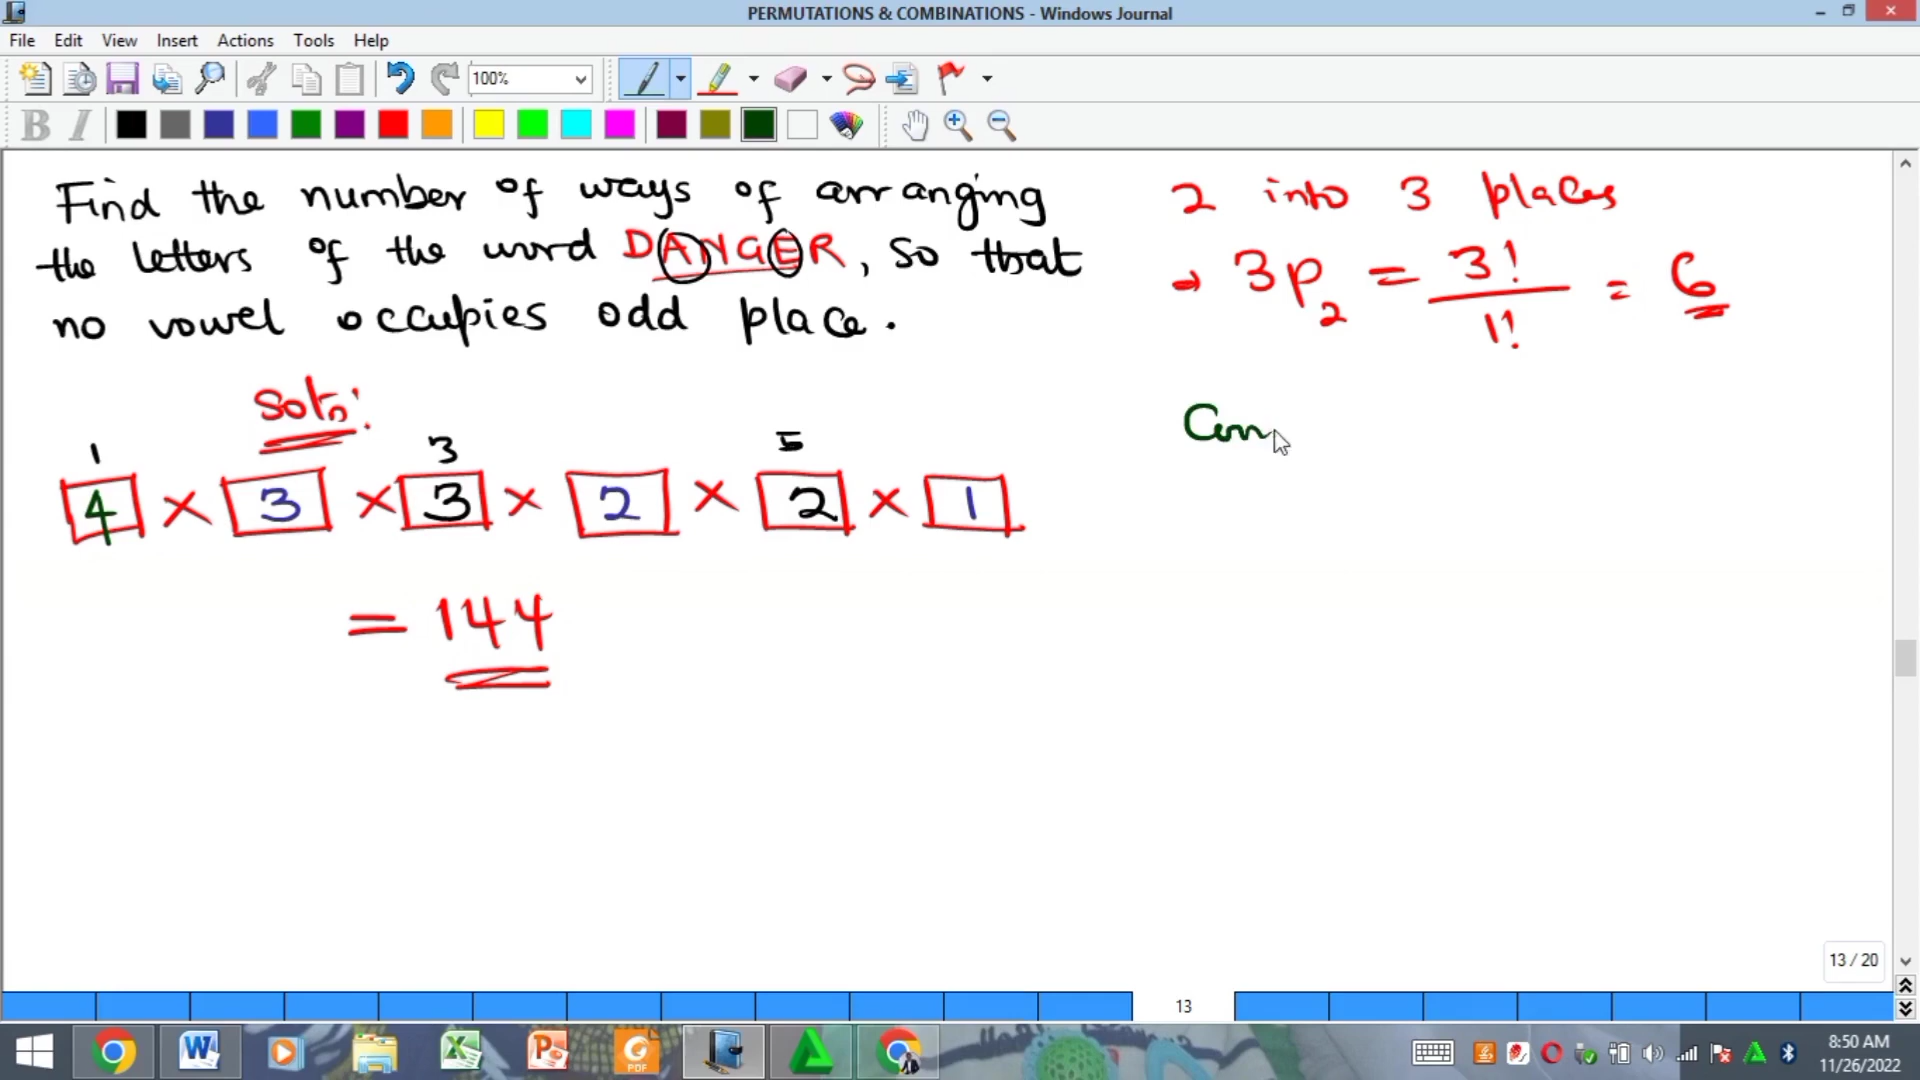 PERMUTATIONS & COMBINATIONS - Windows Journal
File Edit View Insert Actions Tools Help
100%
B I
Find the number of ways of arranging
the letters of the word DANGER, so that
no vowel occupies odd place.
Soln:
1 3 5
4 × 3 × 3 × 2 × 2 × 1
= 144
2 into 3 places
→ 3P2 = 3!/1! = 6
Con
13 / 20
13
8:50 AM
11/26/2022